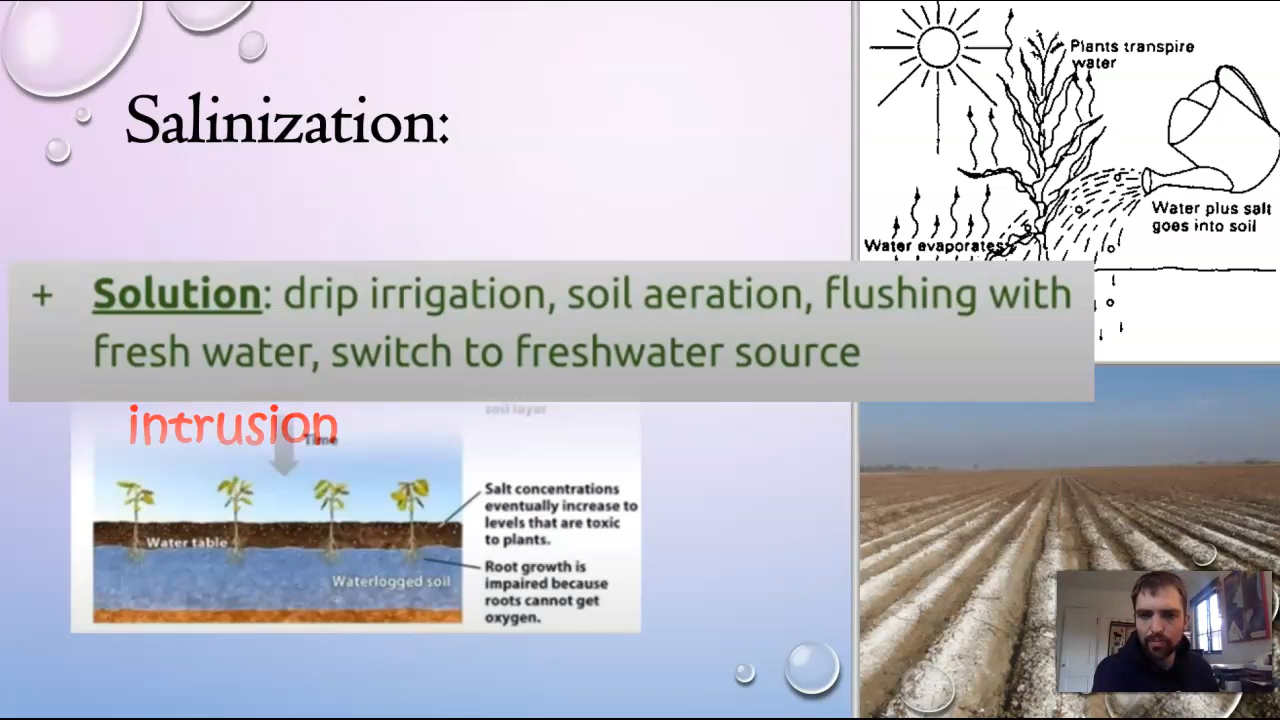 Salinization:
Plants transpire
water
Water plus salt
goes into soil
Water evaporates
+ Solution: drip irrigation, soil aeration, flushing with
fresh water, switch to freshwater source
soil layer
intrusion
Time
Salt concentrations
eventually increase to
levels that are toxic
to plants.
Water table
Root growth is
impaired because
roots cannot get
oxygen.
Waterlogged soil